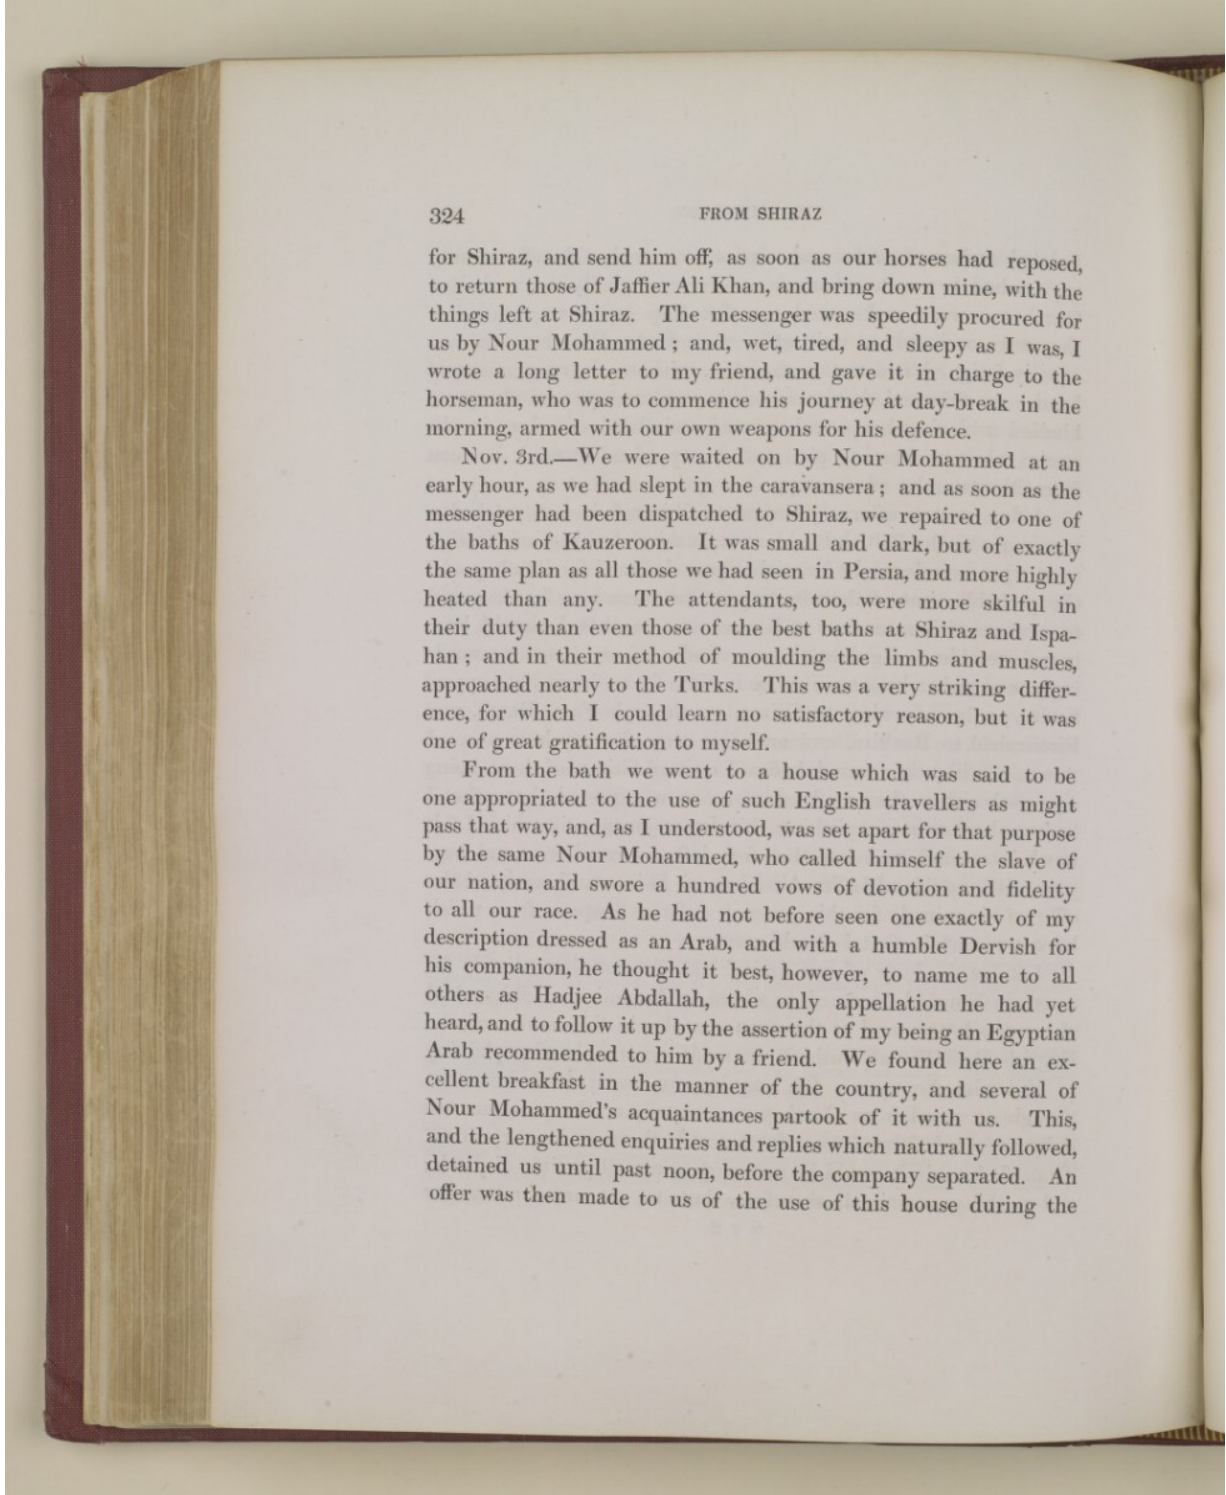 324 FROM SHIRAZ
for Shiraz, and send him off, as soon as our horses had reposed,
to return those of Jaffier Ali Khan, and bring down mine, with the
things left at Shiraz. The messenger was speedily procured for
us by Nour Mohammed ; and, wet, tired, and sleepy as I was, I
wrote a long letter to my friend, and gave it in charge to the
horseman, who was to commence his journey at day-break in the
morning, armed with our own weapons for his defence.
Nov. 3rd.—We were waited on by Nour Mohammed at an
early hour, as we had slept in the caravansera ; and as soon as the
messenger had been dispatched to Shiraz, we repaired to one of
the baths of Kauzeroon. It was small and dark, but of exactly
the same plan as all those we had seen in Persia, and more highly
heated than any. The attendants, too, were more skilful in
their duty than even those of the best baths at Shiraz and Ispa-
han ; and in their method of moulding the limbs and muscles,
approached nearly to the Turks. This was a very striking differ-
ence, for which I could learn no satisfactory reason, but it was
one of great gratification to myself.
From the bath we went to a house which was said to be
one appropriated to the use of such English travellers as might
pass that way, and, as I understood, was set apart for that purpose
by the same Nour Mohammed, who called himself the slave of
our nation, and swore a hundred vows of devotion and fidelity
to all our race. As he had not before seen one exactly of my
description dressed as an Arab, and with a humble Dervish for
his companion, he thought it best, however, to name me to all
others as Hadjee Abdallah, the only appellation he had yet
heard, and to follow it up by the assertion of my being an Egyptian
Arab recommended to him by a friend. We found here an ex-
cellent breakfast in the manner of the country, and several of
Nour Mohammed's acquaintances partook of it with us. This,
and the lengthened enquiries and replies which naturally followed,
detained us until past noon, before the company separated. An
offer was then made to us of the use of this house during the